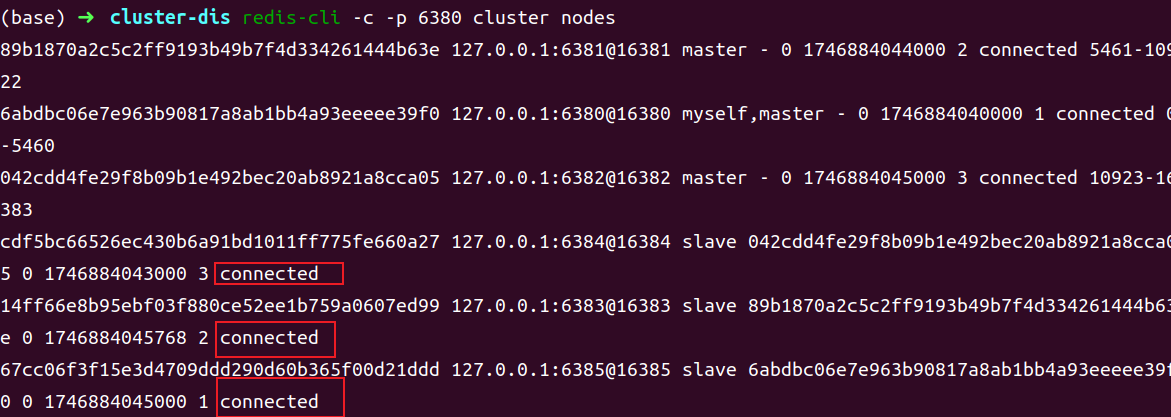 (base) ➜ cluster-dis redis-cli -c -p 6380 cluster nodes
89b1870a2c5c2ff9193b49b7f4d334261444b63e 127.0.0.1:6381@16381 master - 0 1746884044000 2 connected 5461-109
22
6abdbc06e7e963b90817a8ab1bb4a93eeeee39f0 127.0.0.1:6380@16380 myself,master - 0 1746884040000 1 connected 0
-5460
042cdd4fe29f8b09b1e492bec20ab8921a8cca05 127.0.0.1:6382@16382 master - 0 1746884045000 3 connected 10923-16
383
cdf5bc66526ec430b6a91bd1011ff775fe660a27 127.0.0.1:6384@16384 slave 042cdd4fe29f8b09b1e492bec20ab8921a8cca0
5 0 1746884043000 3 connected
14ff66e8b95ebf03f880ce52ee1b759a0607ed99 127.0.0.1:6383@16383 slave 89b1870a2c5c2ff9193b49b7f4d334261444b63
e 0 1746884045768 2 connected
67cc06f3f15e3d4709ddd290d60b365f00d21ddd 127.0.0.1:6385@16385 slave 6abdbc06e7e963b90817a8ab1bb4a93eeeee39f
0 0 1746884045000 1 connected